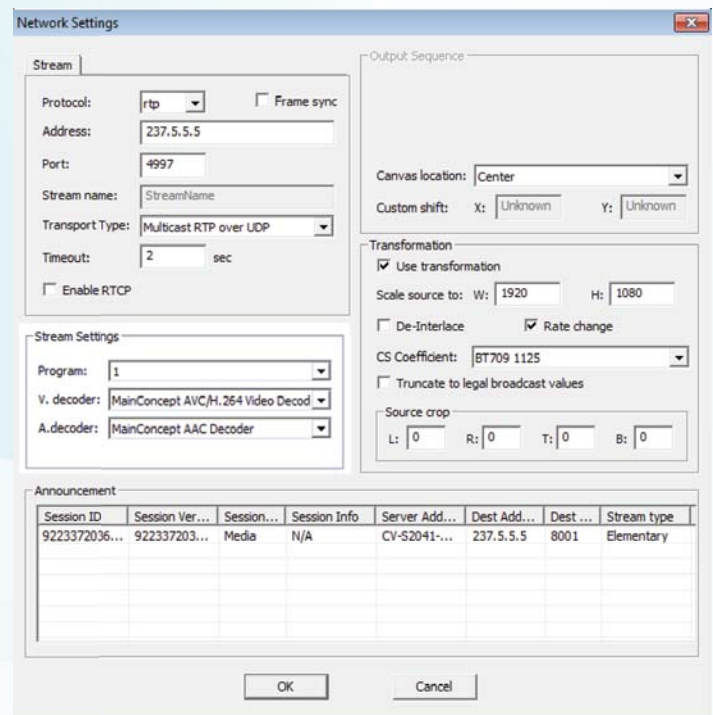 Network Settings
Stream
Protocol: rtp Frame sync
Address: 237.5.5.5
Port: 4997
Stream name: StreamName
Transport Type: Multicast RTP over UDP
Timeout: 2 sec
Enable RTCP
Stream Settings
Program: 1
V. decoder: MainConcept AVC/H.264 Video Decod
A.decoder: MainConcept AAC Decoder
Output Sequence
Canvas location: Center
Custom shift: X: Unknown Y: Unknown
Transformation
Use transformation
Scale source to: W: 1920 H: 1080
De-Interlace Rate change
CS Coefficient: BT709 1125
Truncate to legal broadcast values
Source crop
L: 0 R: 0 T: 0 B: 0
Announcement
Session ID Session Ver... Session... Session Info Server Add... Dest Add... Dest ... Stream type
9223372036... 922337203... Media N/A CV-S2041-... 237.5.5.5 8001 Elementary
OK Cancel